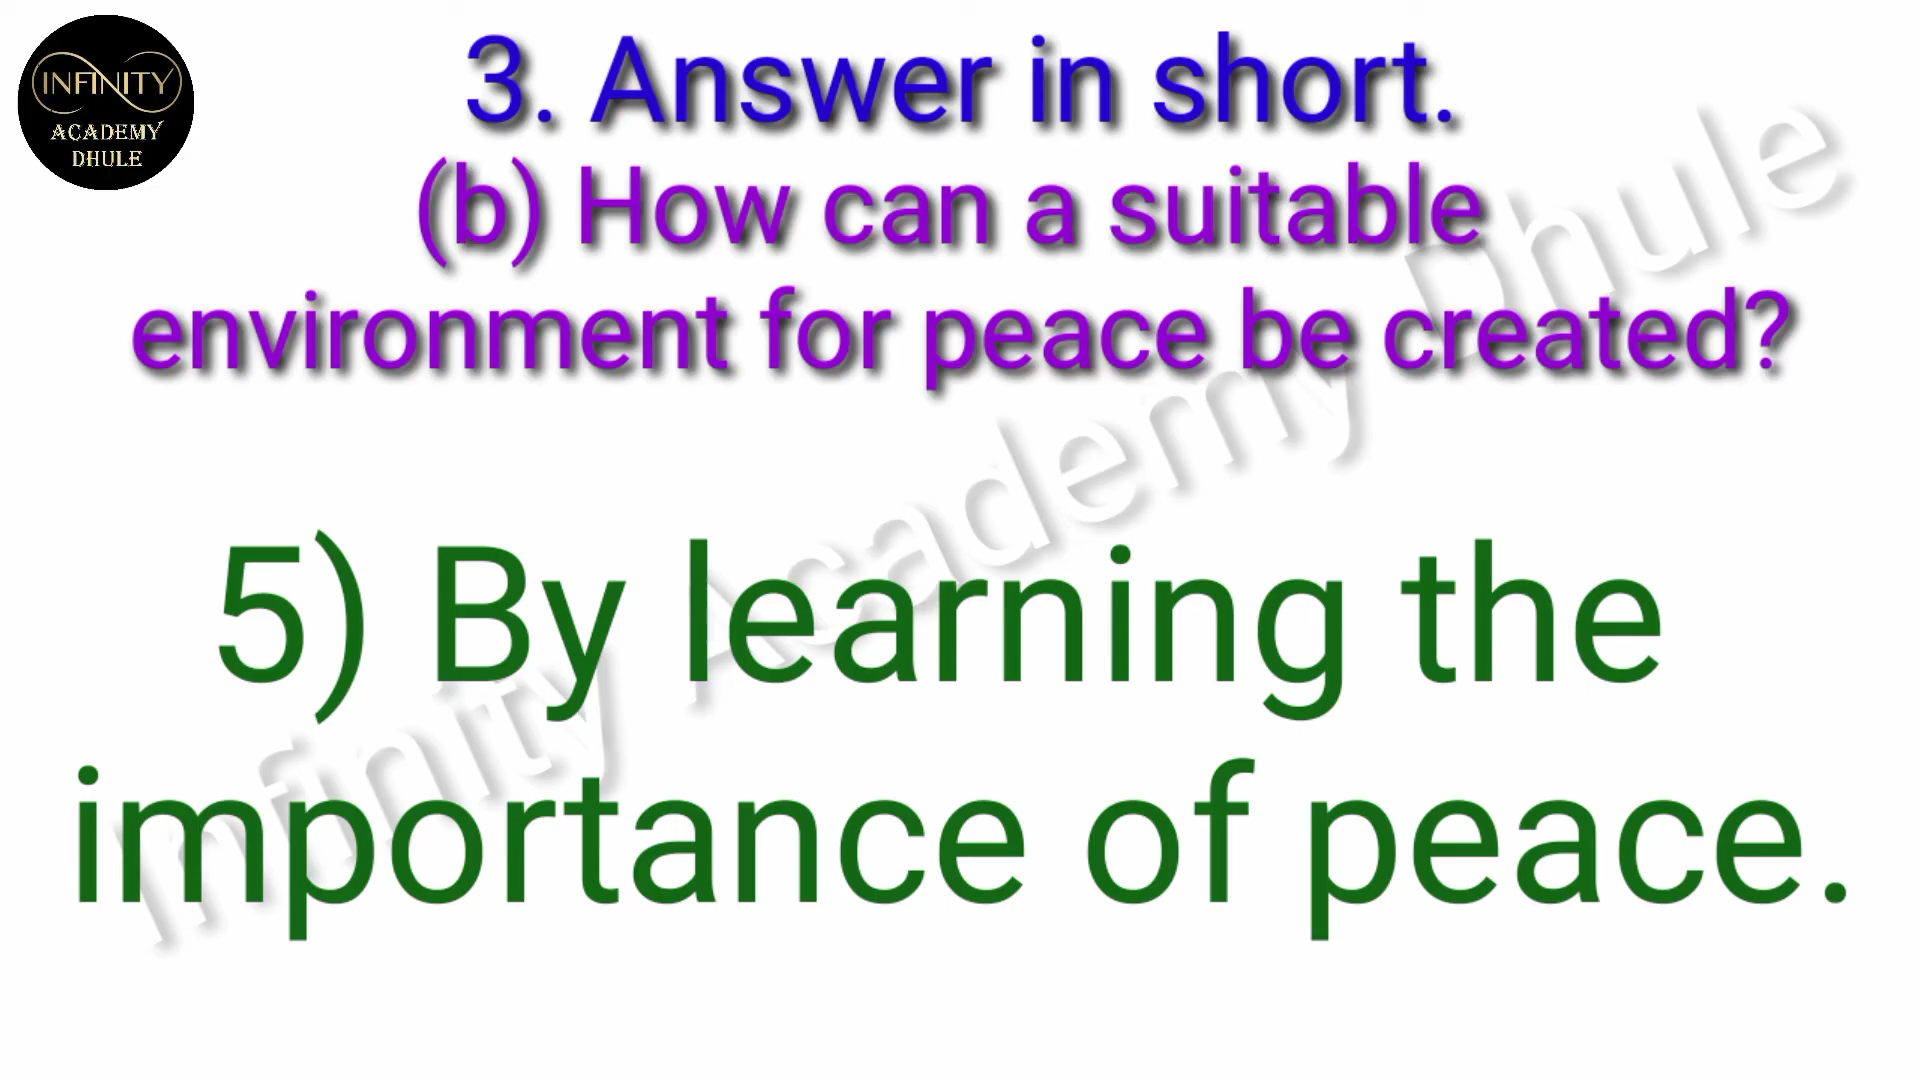 INFINITY
ACADEMY
DHULE
3. Answer in short.
(b) How can a suitable
environment for peace be created?
5) By learning the
importance of peace.
Infinity Academy Dhule